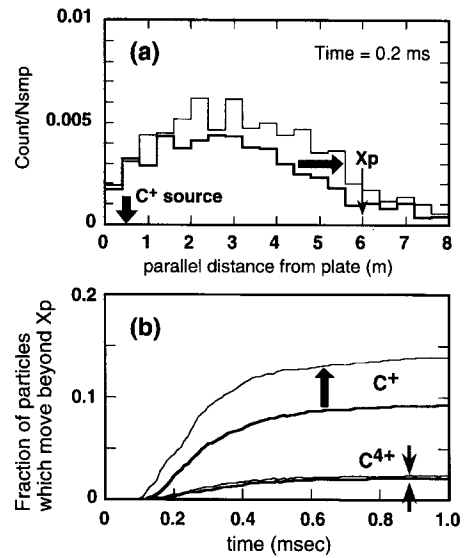 0.01
(a)
Time = 0.2 ms
Count/Nsmp
0.005
Xp
C+ source
0
0 1 2 3 4 5 6 7 8
parallel distance from plate (m)
0.2
(b)
Fraction of particles
which move beyond Xp
0.1
C+
C4+
0
0 0.2 0.4 0.6 0.8 1.0
time (msec)